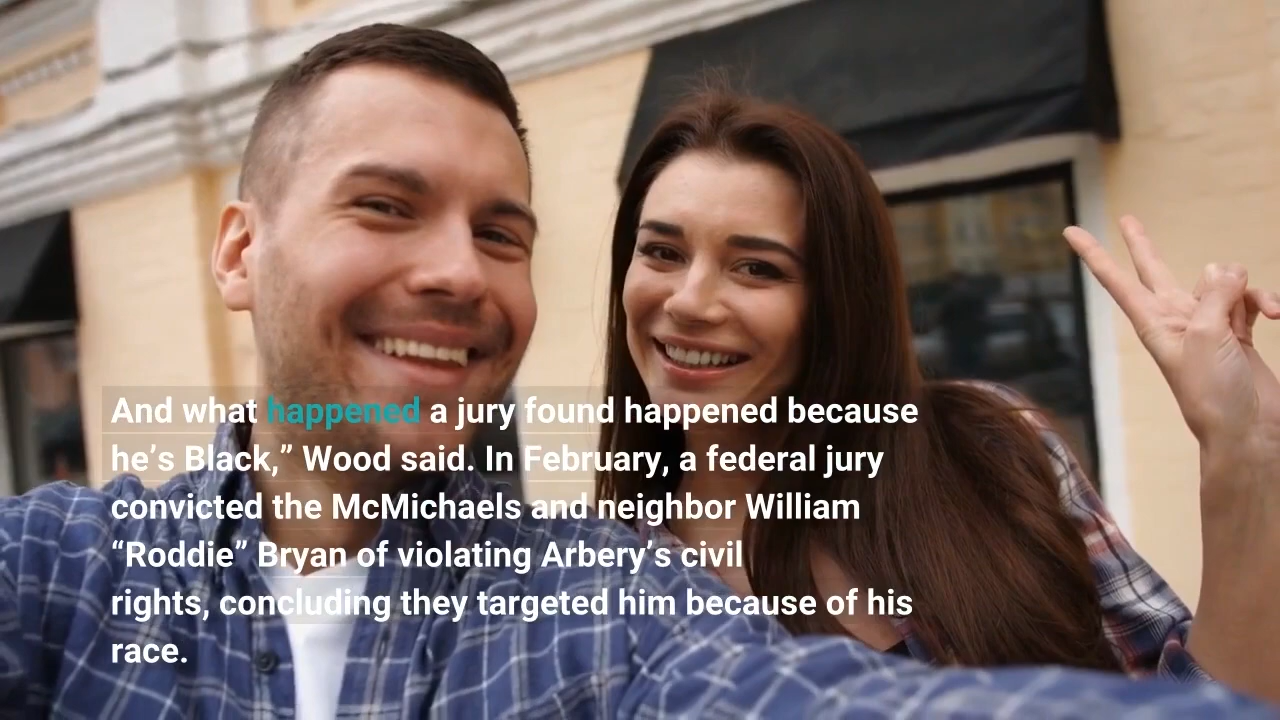 And what happened a jury found happened because
he’s Black,” Wood said. In February, a federal jury
convicted the McMichaels and neighbor William
“Roddie” Bryan of violating Arbery’s civil
rights, concluding they targeted him because of his
race.